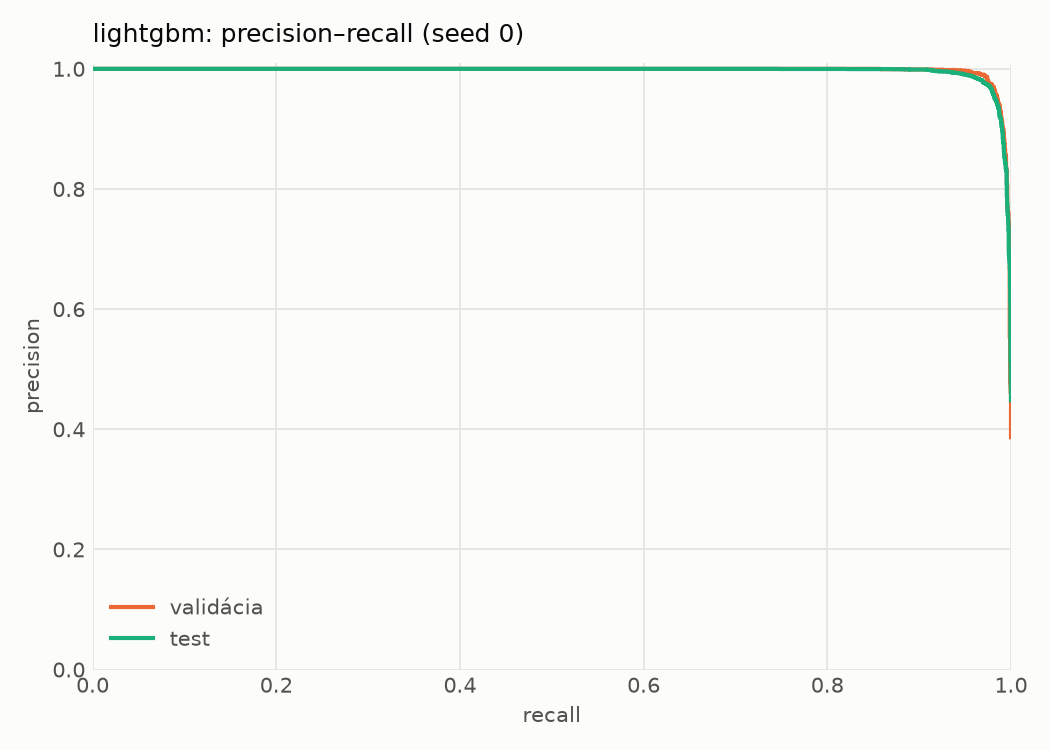 lightgbm: precision–recall (seed 0)
1.0
0.8
0.6
0.4
0.2
0.0
precision
validácia
test
0.0 0.2 0.4 0.6 0.8 1.0
recall